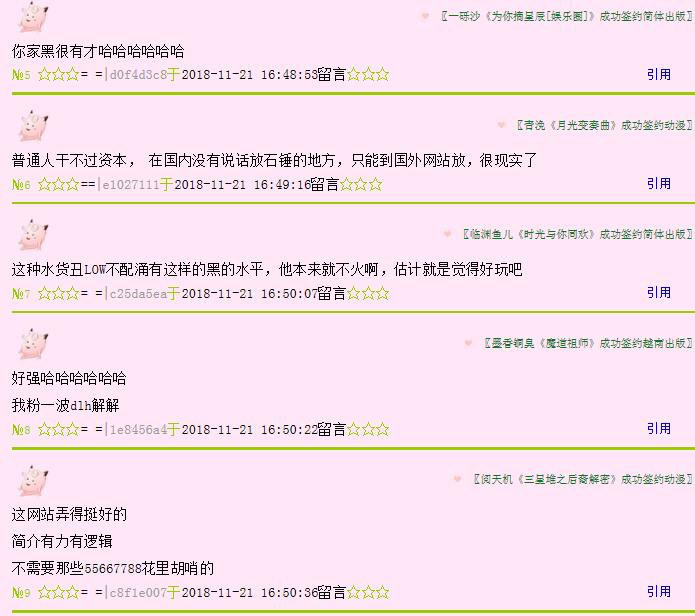 〖一砾沙《为你摘星辰[娱乐圈]》成功签约简体出版〗
你家黑很有才哈哈哈哈哈哈
№5 ☆☆☆= =|d0f4d3c8于2018-11-21 16:48:53留言☆☆☆ 引用
〖青浼《月光变奏曲》成功签约动漫〗
普通人干不过资本， 在国内没有说话放石锤的地方，只能到国外网站放，很现实了
№6 ☆☆☆==|e1027111于2018-11-21 16:49:16留言☆☆☆ 引用
〖临渊鱼儿《时光与你同欢》成功签约简体出版〗
这种水货丑LOW不配涌有这样的黑的水平，他本来就不火啊，估计就是觉得好玩吧
№7 ☆☆☆= =|c25da5ea于2018-11-21 16:50:07留言☆☆☆ 引用
〖墨香铜臭《魔道祖师》成功签约越南出版〗
好强哈哈哈哈哈哈
我粉一波dlh解解
№8 ☆☆☆= =|1e8456a4于2018-11-21 16:50:22留言☆☆☆ 引用
〖阅天机《三星堆之后裔解密》成功签约动漫〗
这网站弄得挺好的
简介有力有逻辑
不需要那些55667788花里胡哨的
№9 ☆☆☆= =|c8f1e007于2018-11-21 16:50:36留言☆☆☆ 引用